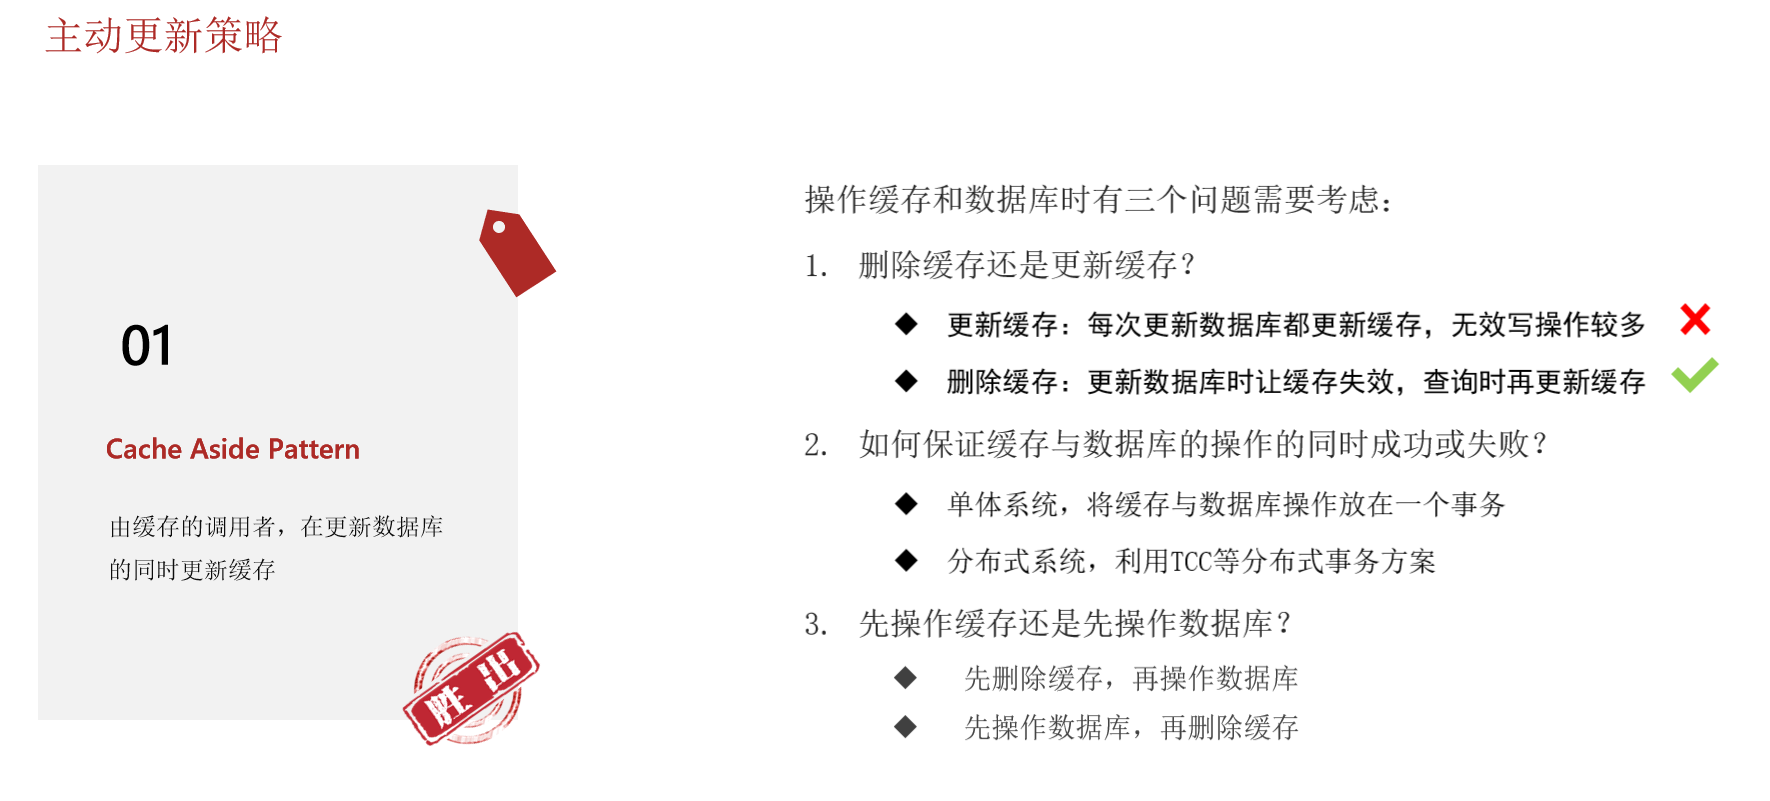 主动更新策略
01
Cache Aside Pattern
由缓存的调用者，在更新数据库
的同时更新缓存
胜出
操作缓存和数据库时有三个问题需要考虑：
1. 删除缓存还是更新缓存？
◆ 更新缓存：每次更新数据库都更新缓存，无效写操作较多
◆ 删除缓存：更新数据库时让缓存失效，查询时再更新缓存
2. 如何保证缓存与数据库的操作的同时成功或失败？
◆ 单体系统，将缓存与数据库操作放在一个事务
◆ 分布式系统，利用TCC等分布式事务方案
3. 先操作缓存还是先操作数据库？
◆ 先删除缓存，再操作数据库
◆ 先操作数据库，再删除缓存